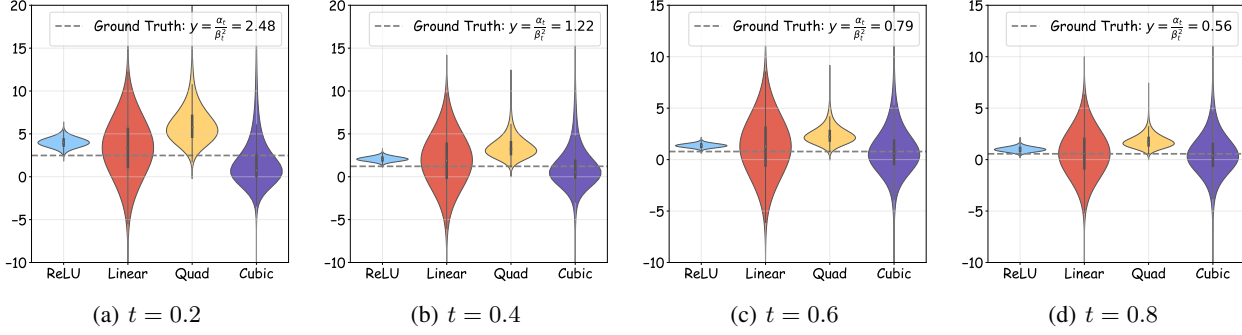 20
15
10
5
0
−5
−10
Ground Truth: y = α_t/β_t^2 = 2.48
ReLU Linear Quad Cubic
(a) t = 0.2
20
15
10
5
0
−5
−10
Ground Truth: y = α_t/β_t^2 = 1.22
ReLU Linear Quad Cubic
(b) t = 0.4
15
10
5
0
−5
−10
Ground Truth: y = α_t/β_t^2 = 0.79
ReLU Linear Quad Cubic
(c) t = 0.6
15
10
5
0
−5
−10
Ground Truth: y = α_t/β_t^2 = 0.56
ReLU Linear Quad Cubic
(d) t = 0.8